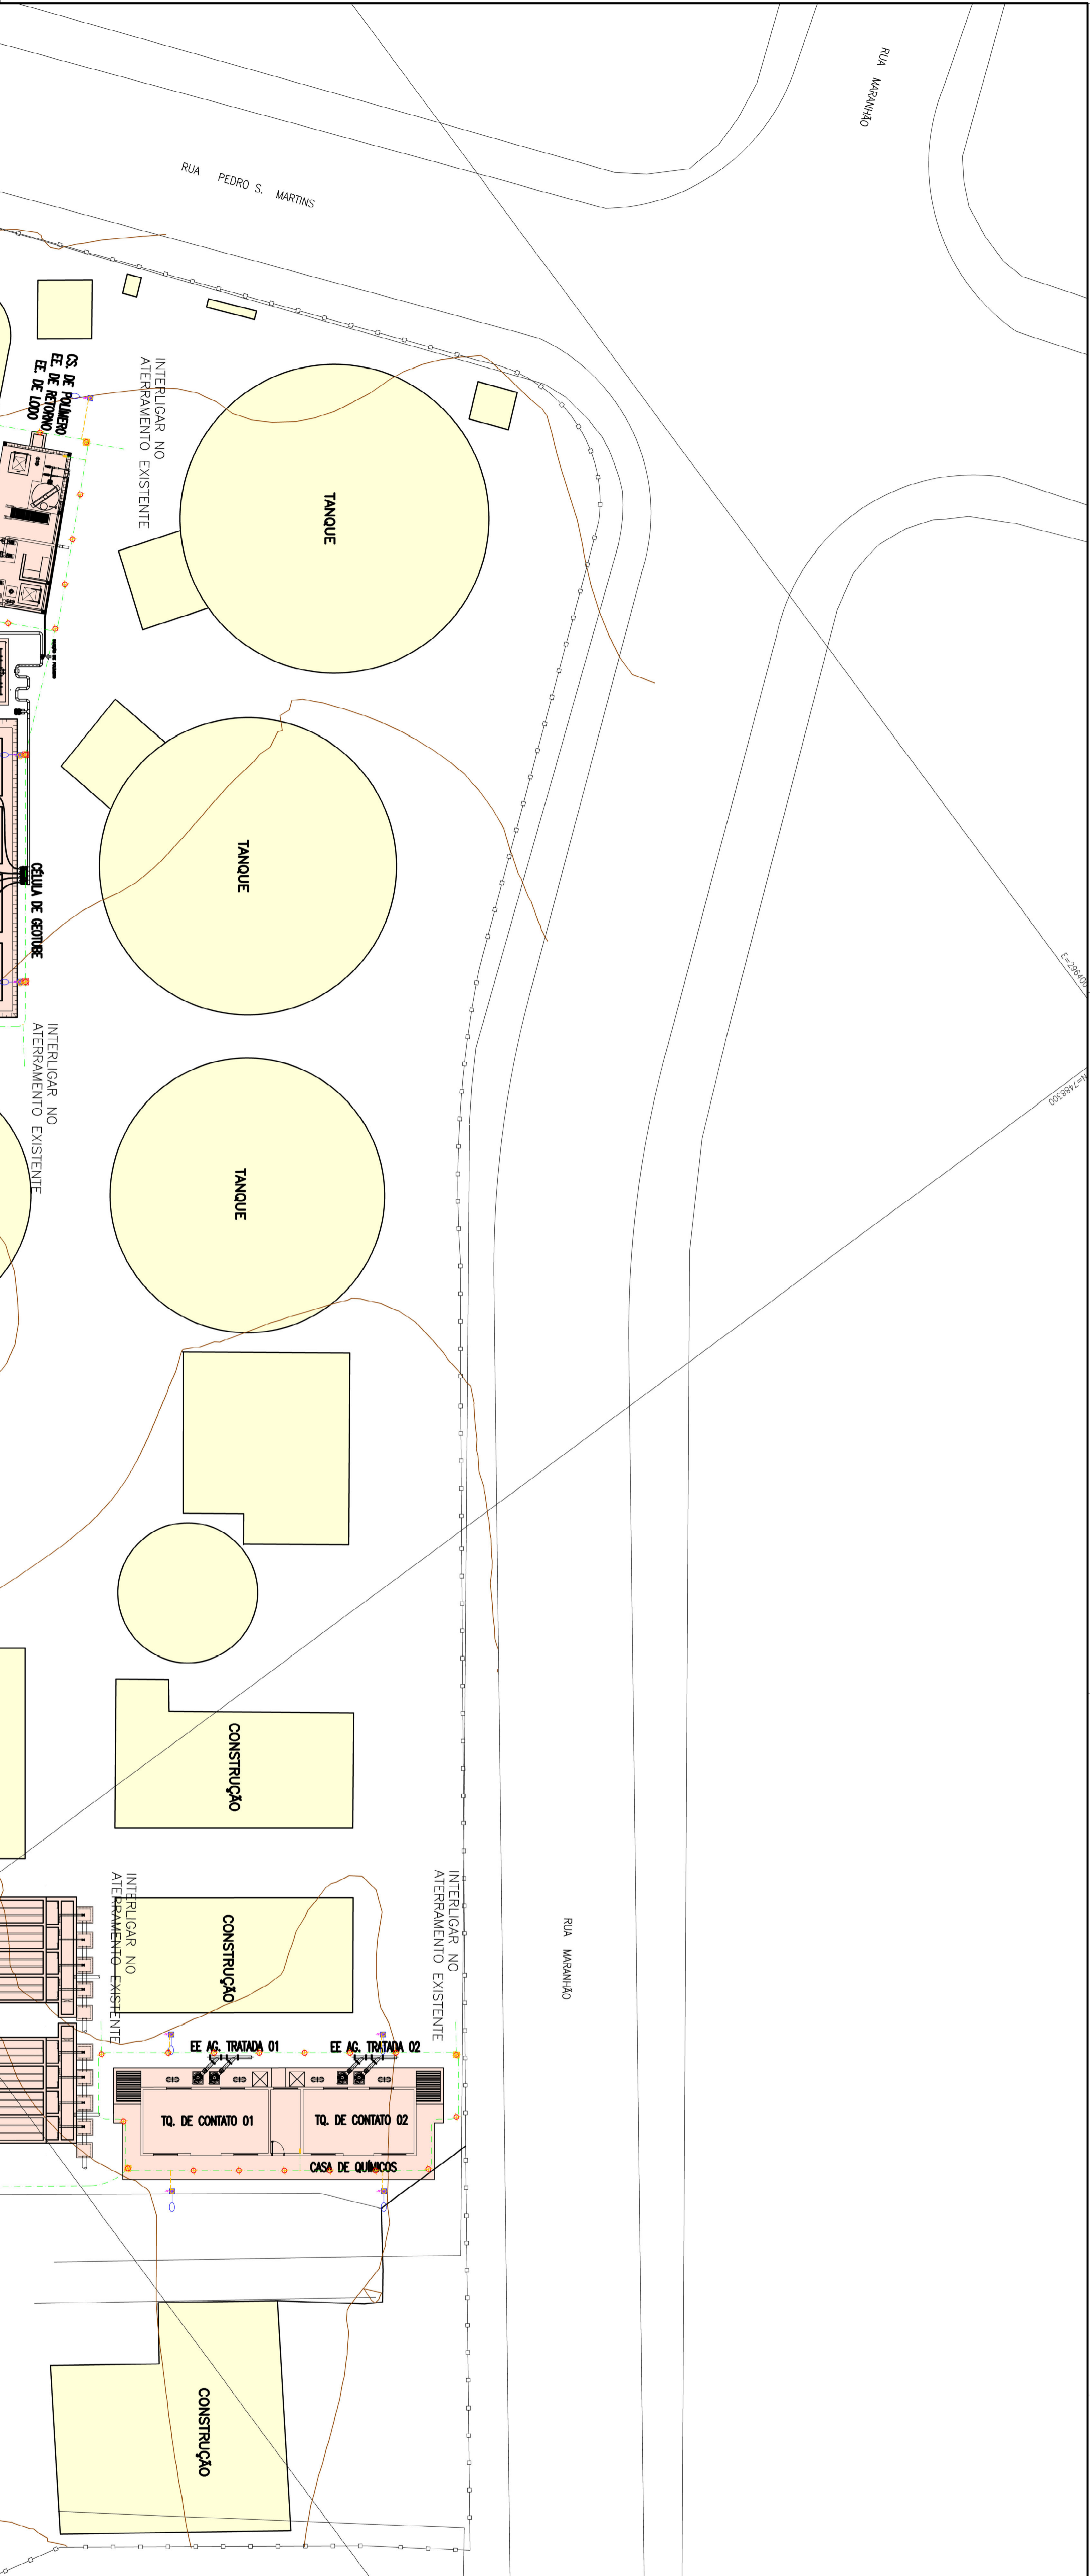 RUA MARANHÃO
RUA PEDRO S. MARTINS
CS. DE POLÍMERO
EE. DE RETORNO
EE. DE LODO
INTERLIGAR NO
ATERRAMENTO EXISTENTE
TANQUE
TANQUE
CÉLULA DE GEOTUBE
E=296400
N=7488300
INTERLIGAR NO
ATERRAMENTO EXISTENTE
TANQUE
CONSTRUÇÃO
INTERLIGAR NO
ATERRAMENTO EXISTENTE
CONSTRUÇÃO
INTERLIGAR NO
ATERRAMENTO EXISTENTE
RUA MARANHÃO
EE AG. TRATADA 01
EE AG. TRATADA 02
TQ. DE CONTATO 01
TQ. DE CONTATO 02
CASA DE QUÍMICOS
CONSTRUÇÃO